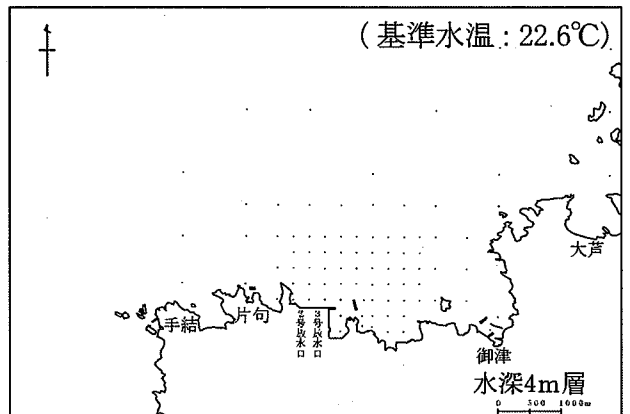 (基準水温：22.6℃)
大芦
手結
片句
2号放水口
3号放水口
御津
水深4m層
0 500 1000m